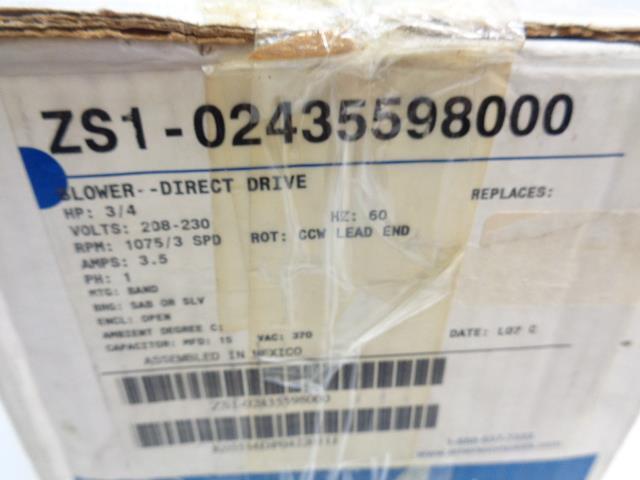 ZS1-02435598000
BLOWER--DIRECT DRIVE
REPLACES:
HP: 3/4
VOLTS: 208-230 HZ: 60
RPM: 1075/3 SPD ROT: CCW LEAD END
AMPS: 3.5
PH: 1
MTG: BAND
BRG: SAB OR SLV
ENCL: OPEN
AMBIENT DEGREE C:
CAPACITOR: MFD: 15 VAC: 370
DATE: L07
ASSEMBLED IN MEXICO
ZS1-02435598000